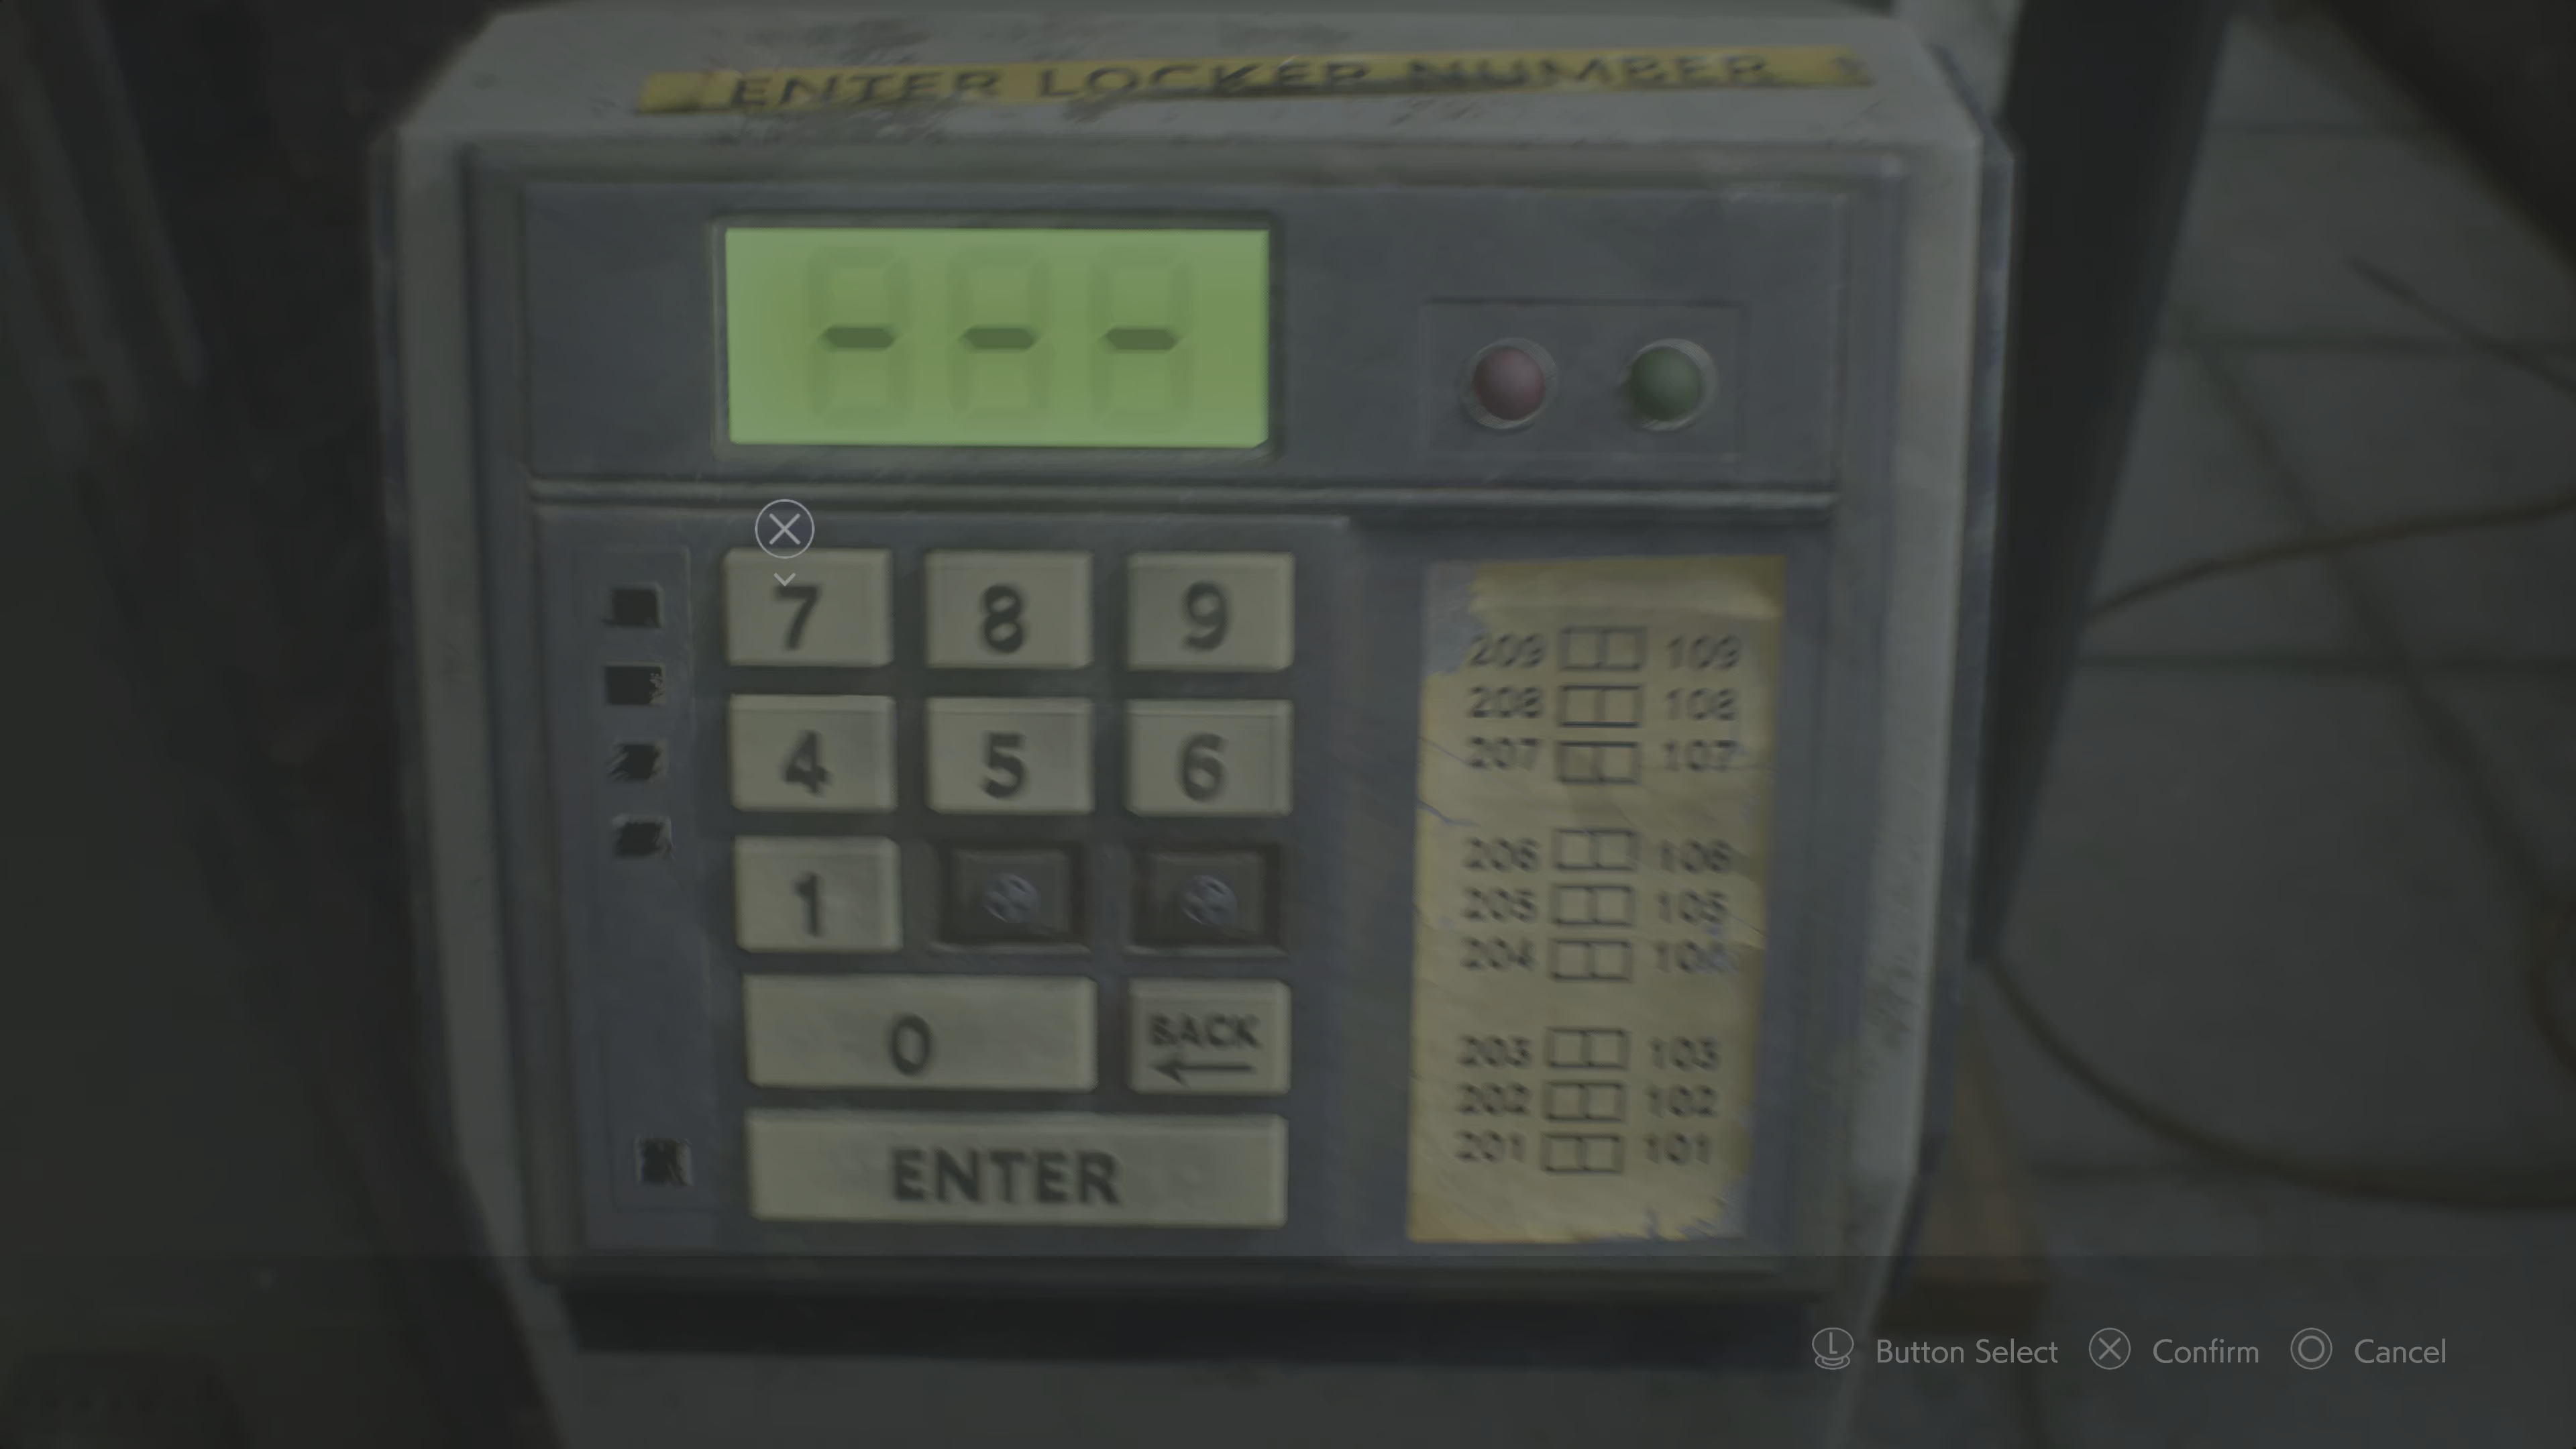 ENTER LOCKER NUMBER
7 8 9
4 5 6
1
0 BACK
ENTER
209 109
208 108
207 107
206 106
205 105
204 104
203 103
202 102
201 101
L Button Select Confirm Cancel